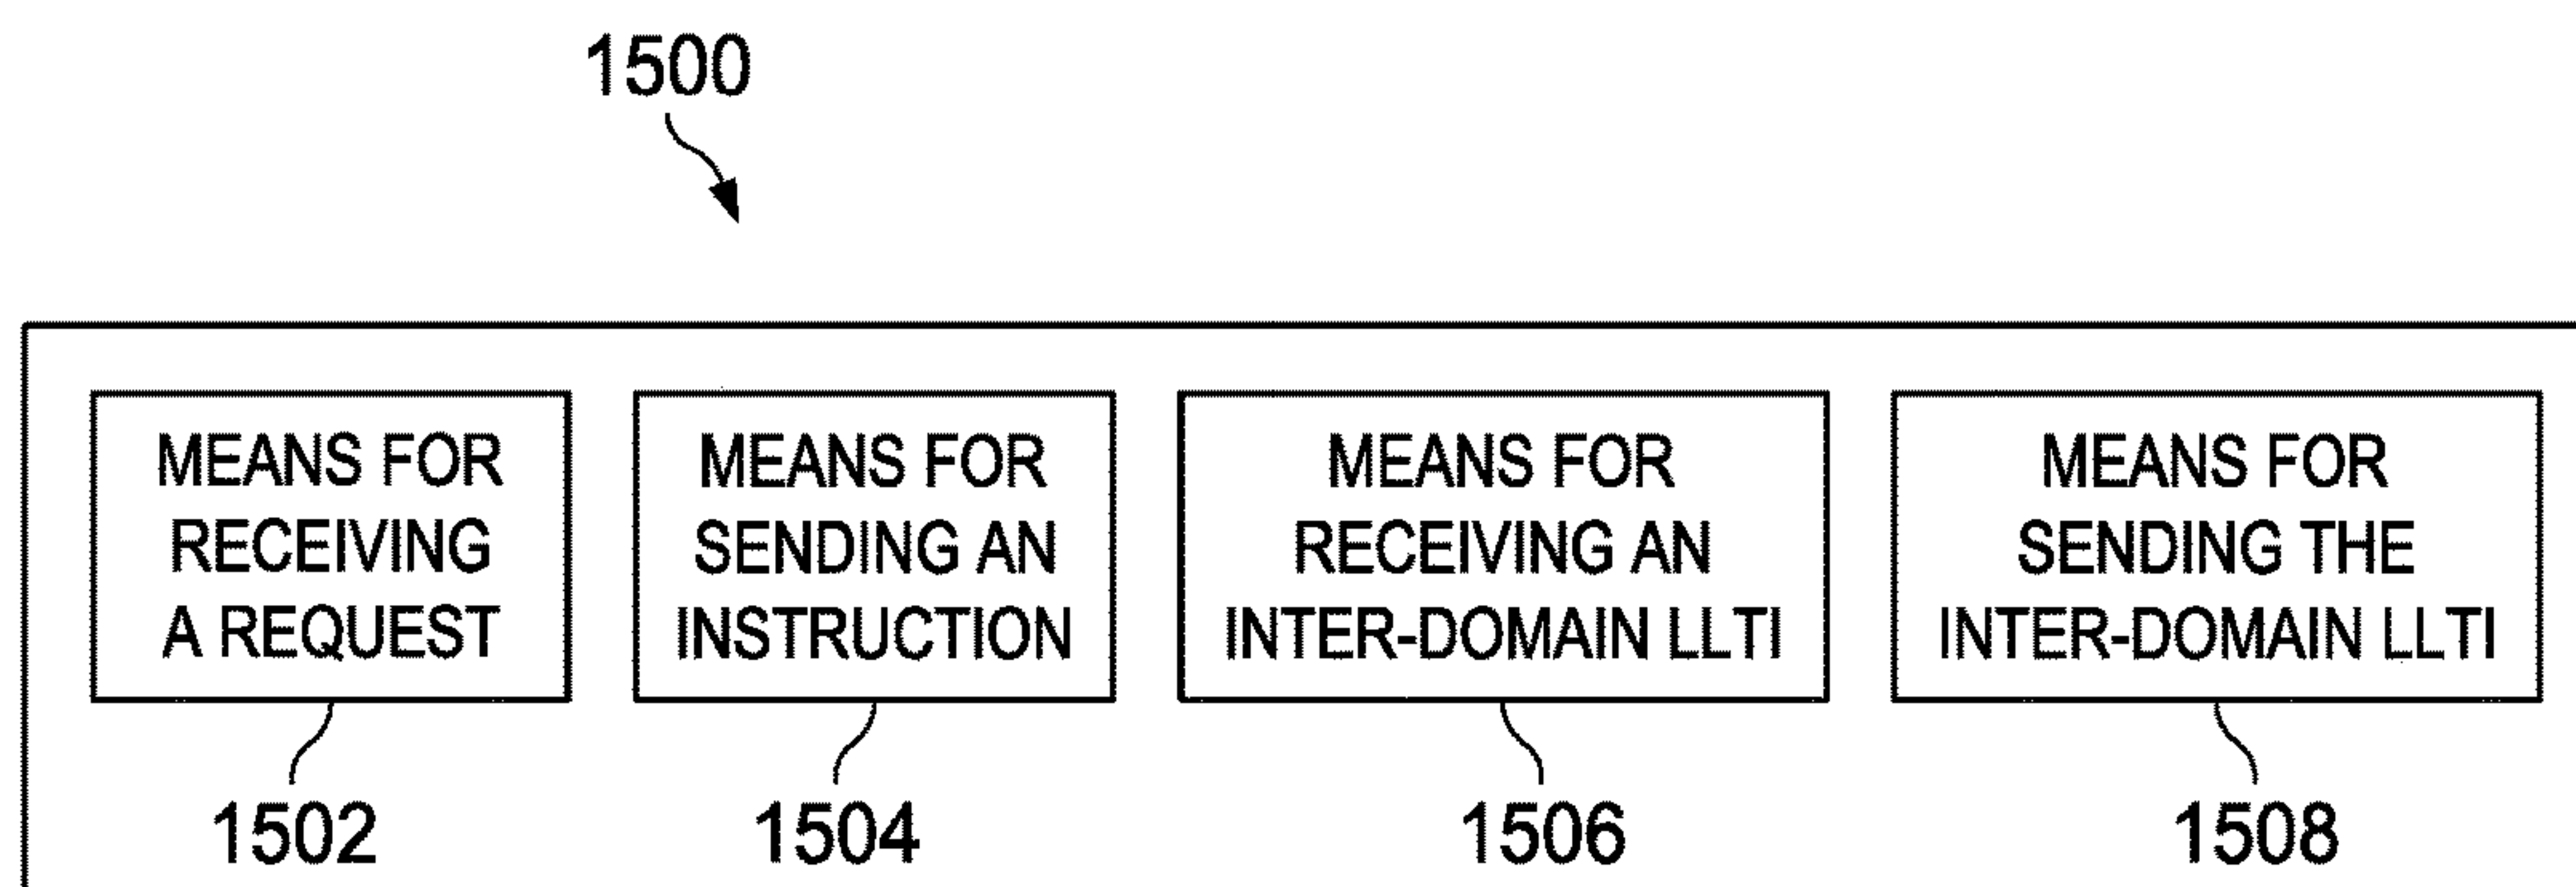 1500
MEANS FOR
RECEIVING
A REQUEST
MEANS FOR
SENDING AN
INSTRUCTION
MEANS FOR
RECEIVING AN
INTER-DOMAIN LLTI
MEANS FOR
SENDING THE
INTER-DOMAIN LLTI
1502
1504
1506
1508